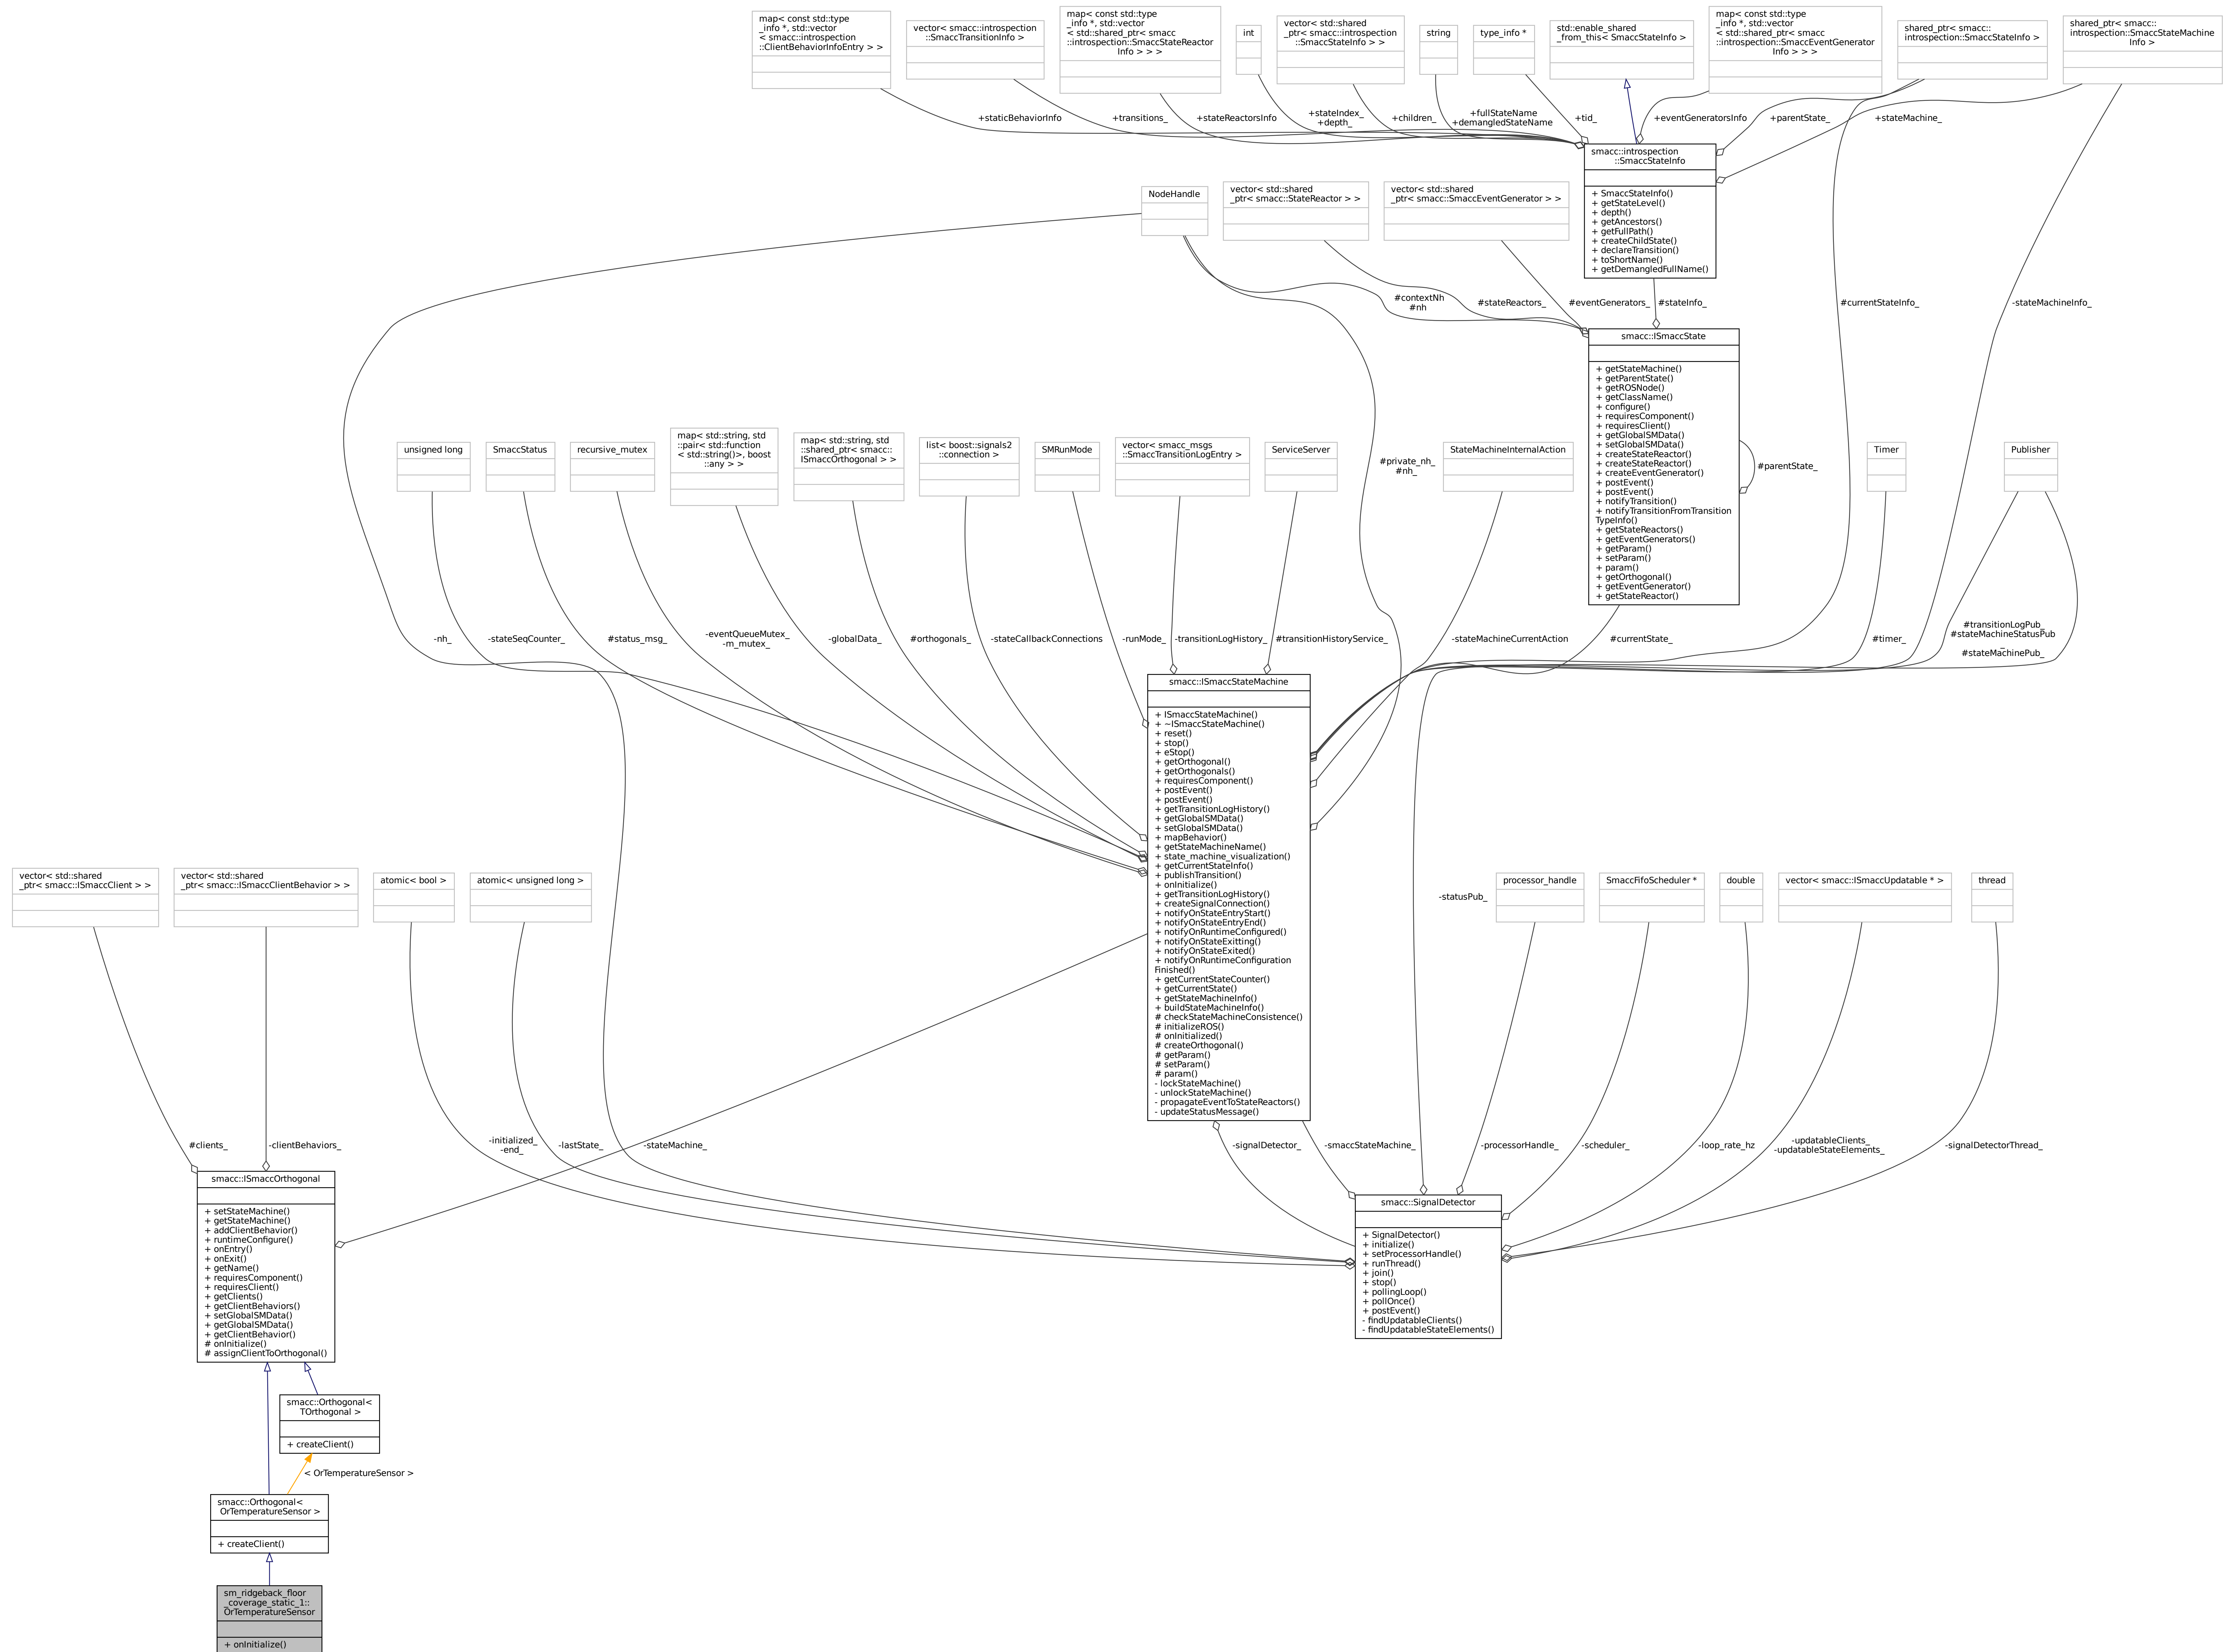 map< const std::type
_info *, std::vector
< smacc::introspection
::ClientBehaviorInfoEntry > >
vector< smacc::introspection
::SmaccTransitionInfo >
map< const std::type
_info *, std::vector
< std::shared_ptr< smacc
::introspection::SmaccStateReactor
Info > > >
int
vector< std::shared
_ptr< smacc::introspection
::SmaccStateInfo > >
string
type_info *
std::enable_shared
_from_this< SmaccStateInfo >
map< const std::type
_info *, std::vector
< std::shared_ptr< smacc
::introspection::SmaccEventGenerator
Info > > >
shared_ptr< smacc::
introspection::SmaccStateInfo >
shared_ptr< smacc::
introspection::SmaccStateMachine
Info >
+staticBehaviorInfo
+transitions_
+stateReactorsInfo
+stateIndex_
+depth_
+children_
+fullStateName
+demangledStateName
+tid_
+eventGeneratorsInfo
+parentState_
+stateMachine_
smacc::introspection
::SmaccStateInfo
+ SmaccStateInfo()
+ getStateLevel()
+ depth()
+ getAncestors()
+ getFullPath()
+ createChildState()
+ declareTransition()
+ toShortName()
+ getDemangledFullName()
NodeHandle
vector< std::shared
_ptr< smacc::StateReactor > >
vector< std::shared
_ptr< smacc::SmaccEventGenerator > >
#contextNh
#nh
#stateReactors_
#eventGenerators_
#stateInfo_
#currentStateInfo_
-stateMachineInfo_
smacc::ISmaccState
+ getStateMachine()
+ getParentState()
+ getROSNode()
+ getClassName()
+ configure()
+ requiresComponent()
+ requiresClient()
+ getGlobalSMData()
+ setGlobalSMData()
+ createStateReactor()
+ createStateReactor()
+ createEventGenerator()
+ postEvent()
+ postEvent()
+ notifyTransition()
+ notifyTransitionFromTransition
TypeInfo()
+ getStateReactors()
+ getEventGenerators()
+ getParam()
+ setParam()
+ param()
+ getOrthogonal()
+ getEventGenerator()
+ getStateReactor()
#parentState_
unsigned long
SmaccStatus
recursive_mutex
map< std::string, std
::pair< std::function
< std::string()>, boost
::any > >
map< std::string, std
::shared_ptr< smacc::
ISmaccOrthogonal > >
list< boost::signals2
::connection >
SMRunMode
vector< smacc_msgs
::SmaccTransitionLogEntry >
ServiceServer
#private_nh_
#nh_
StateMachineInternalAction
Timer
Publisher
-nh_
-stateSeqCounter_
#status_msg_
-eventQueueMutex_
-m_mutex_
-globalData_
#orthogonals_
-stateCallbackConnections
-runMode_
-transitionLogHistory_
#transitionHistoryService_
-stateMachineCurrentAction
#currentState_
#timer_
#transitionLogPub_
#stateMachineStatusPub
_
#stateMachinePub_
smacc::ISmaccStateMachine
+ ISmaccStateMachine()
+ ~ISmaccStateMachine()
+ reset()
+ stop()
+ eStop()
+ getOrthogonal()
+ getOrthogonals()
+ requiresComponent()
+ postEvent()
+ postEvent()
+ getTransitionLogHistory()
+ getGlobalSMData()
+ setGlobalSMData()
+ mapBehavior()
+ getStateMachineName()
+ state_machine_visualization()
+ getCurrentStateInfo()
+ publishTransition()
+ onInitialize()
+ getTransitionLogHistory()
+ createSignalConnection()
+ notifyOnStateEntryStart()
+ notifyOnStateEntryEnd()
+ notifyOnRuntimeConfigured()
+ notifyOnStateExitting()
+ notifyOnStateExited()
+ notifyOnRuntimeConfiguration
Finished()
+ getCurrentStateCounter()
+ getCurrentState()
+ getStateMachineInfo()
+ buildStateMachineInfo()
# checkStateMachineConsistence()
# initializeROS()
# onInitialized()
# createOrthogonal()
# getParam()
# setParam()
# param()
- lockStateMachine()
- unlockStateMachine()
- propagateEventToStateReactors()
- updateStatusMessage()
vector< std::shared
_ptr< smacc::ISmaccClient > >
vector< std::shared
_ptr< smacc::ISmaccClientBehavior > >
atomic< bool >
atomic< unsigned long >
-statusPub_
processor_handle
SmaccFifoScheduler *
double
vector< smacc::ISmaccUpdatable * >
thread
#clients_
-clientBehaviors_
-initialized_
-end_
-lastState_
-stateMachine_
-signalDetector_
-smaccStateMachine_
-processorHandle_
-scheduler_
-loop_rate_hz
-updatableClients_
-updatableStateElements_
-signalDetectorThread_
smacc::ISmaccOrthogonal
+ setStateMachine()
+ getStateMachine()
+ addClientBehavior()
+ runtimeConfigure()
+ onEntry()
+ onExit()
+ getName()
+ requiresComponent()
+ requiresClient()
+ getClients()
+ getClientBehaviors()
+ setGlobalSMData()
+ getGlobalSMData()
+ getClientBehavior()
# onInitialize()
# assignClientToOrthogonal()
smacc::SignalDetector
+ SignalDetector()
+ initialize()
+ setProcessorHandle()
+ runThread()
+ join()
+ stop()
+ pollingLoop()
+ pollOnce()
+ postEvent()
- findUpdatableClients()
- findUpdatableStateElements()
smacc::Orthogonal<
TOrthogonal >
+ createClient()
< OrTemperatureSensor >
smacc::Orthogonal<
OrTemperatureSensor >
+ createClient()
sm_ridgeback_floor
_coverage_static_1::
OrTemperatureSensor
+ onInitialize()